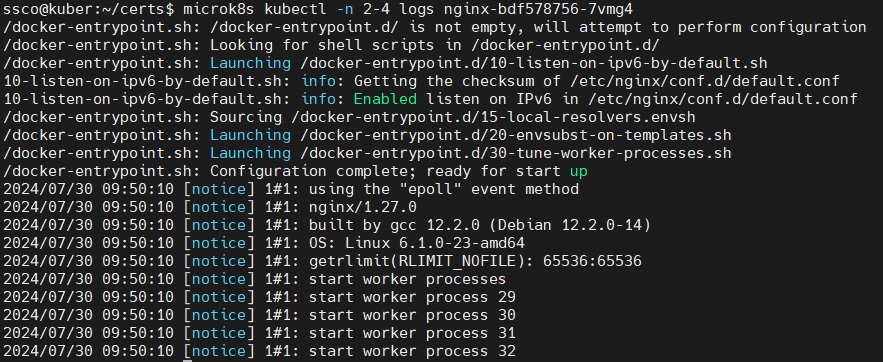 ssco@kuber:~/certs$ microk8s kubectl -n 2-4 logs nginx-bdf578756-7vmg4
/docker-entrypoint.sh: /docker-entrypoint.d/ is not empty, will attempt to perform configuration
/docker-entrypoint.sh: Looking for shell scripts in /docker-entrypoint.d/
/docker-entrypoint.sh: Launching /docker-entrypoint.d/10-listen-on-ipv6-by-default.sh
10-listen-on-ipv6-by-default.sh: info: Getting the checksum of /etc/nginx/conf.d/default.conf
10-listen-on-ipv6-by-default.sh: info: Enabled listen on IPv6 in /etc/nginx/conf.d/default.conf
/docker-entrypoint.sh: Sourcing /docker-entrypoint.d/15-local-resolvers.envsh
/docker-entrypoint.sh: Launching /docker-entrypoint.d/20-envsubst-on-templates.sh
/docker-entrypoint.sh: Launching /docker-entrypoint.d/30-tune-worker-processes.sh
/docker-entrypoint.sh: Configuration complete; ready for start up
2024/07/30 09:50:10 [notice] 1#1: using the "epoll" event method
2024/07/30 09:50:10 [notice] 1#1: nginx/1.27.0
2024/07/30 09:50:10 [notice] 1#1: built by gcc 12.2.0 (Debian 12.2.0-14)
2024/07/30 09:50:10 [notice] 1#1: OS: Linux 6.1.0-23-amd64
2024/07/30 09:50:10 [notice] 1#1: getrlimit(RLIMIT_NOFILE): 65536:65536
2024/07/30 09:50:10 [notice] 1#1: start worker processes
2024/07/30 09:50:10 [notice] 1#1: start worker process 29
2024/07/30 09:50:10 [notice] 1#1: start worker process 30
2024/07/30 09:50:10 [notice] 1#1: start worker process 31
2024/07/30 09:50:10 [notice] 1#1: start worker process 32